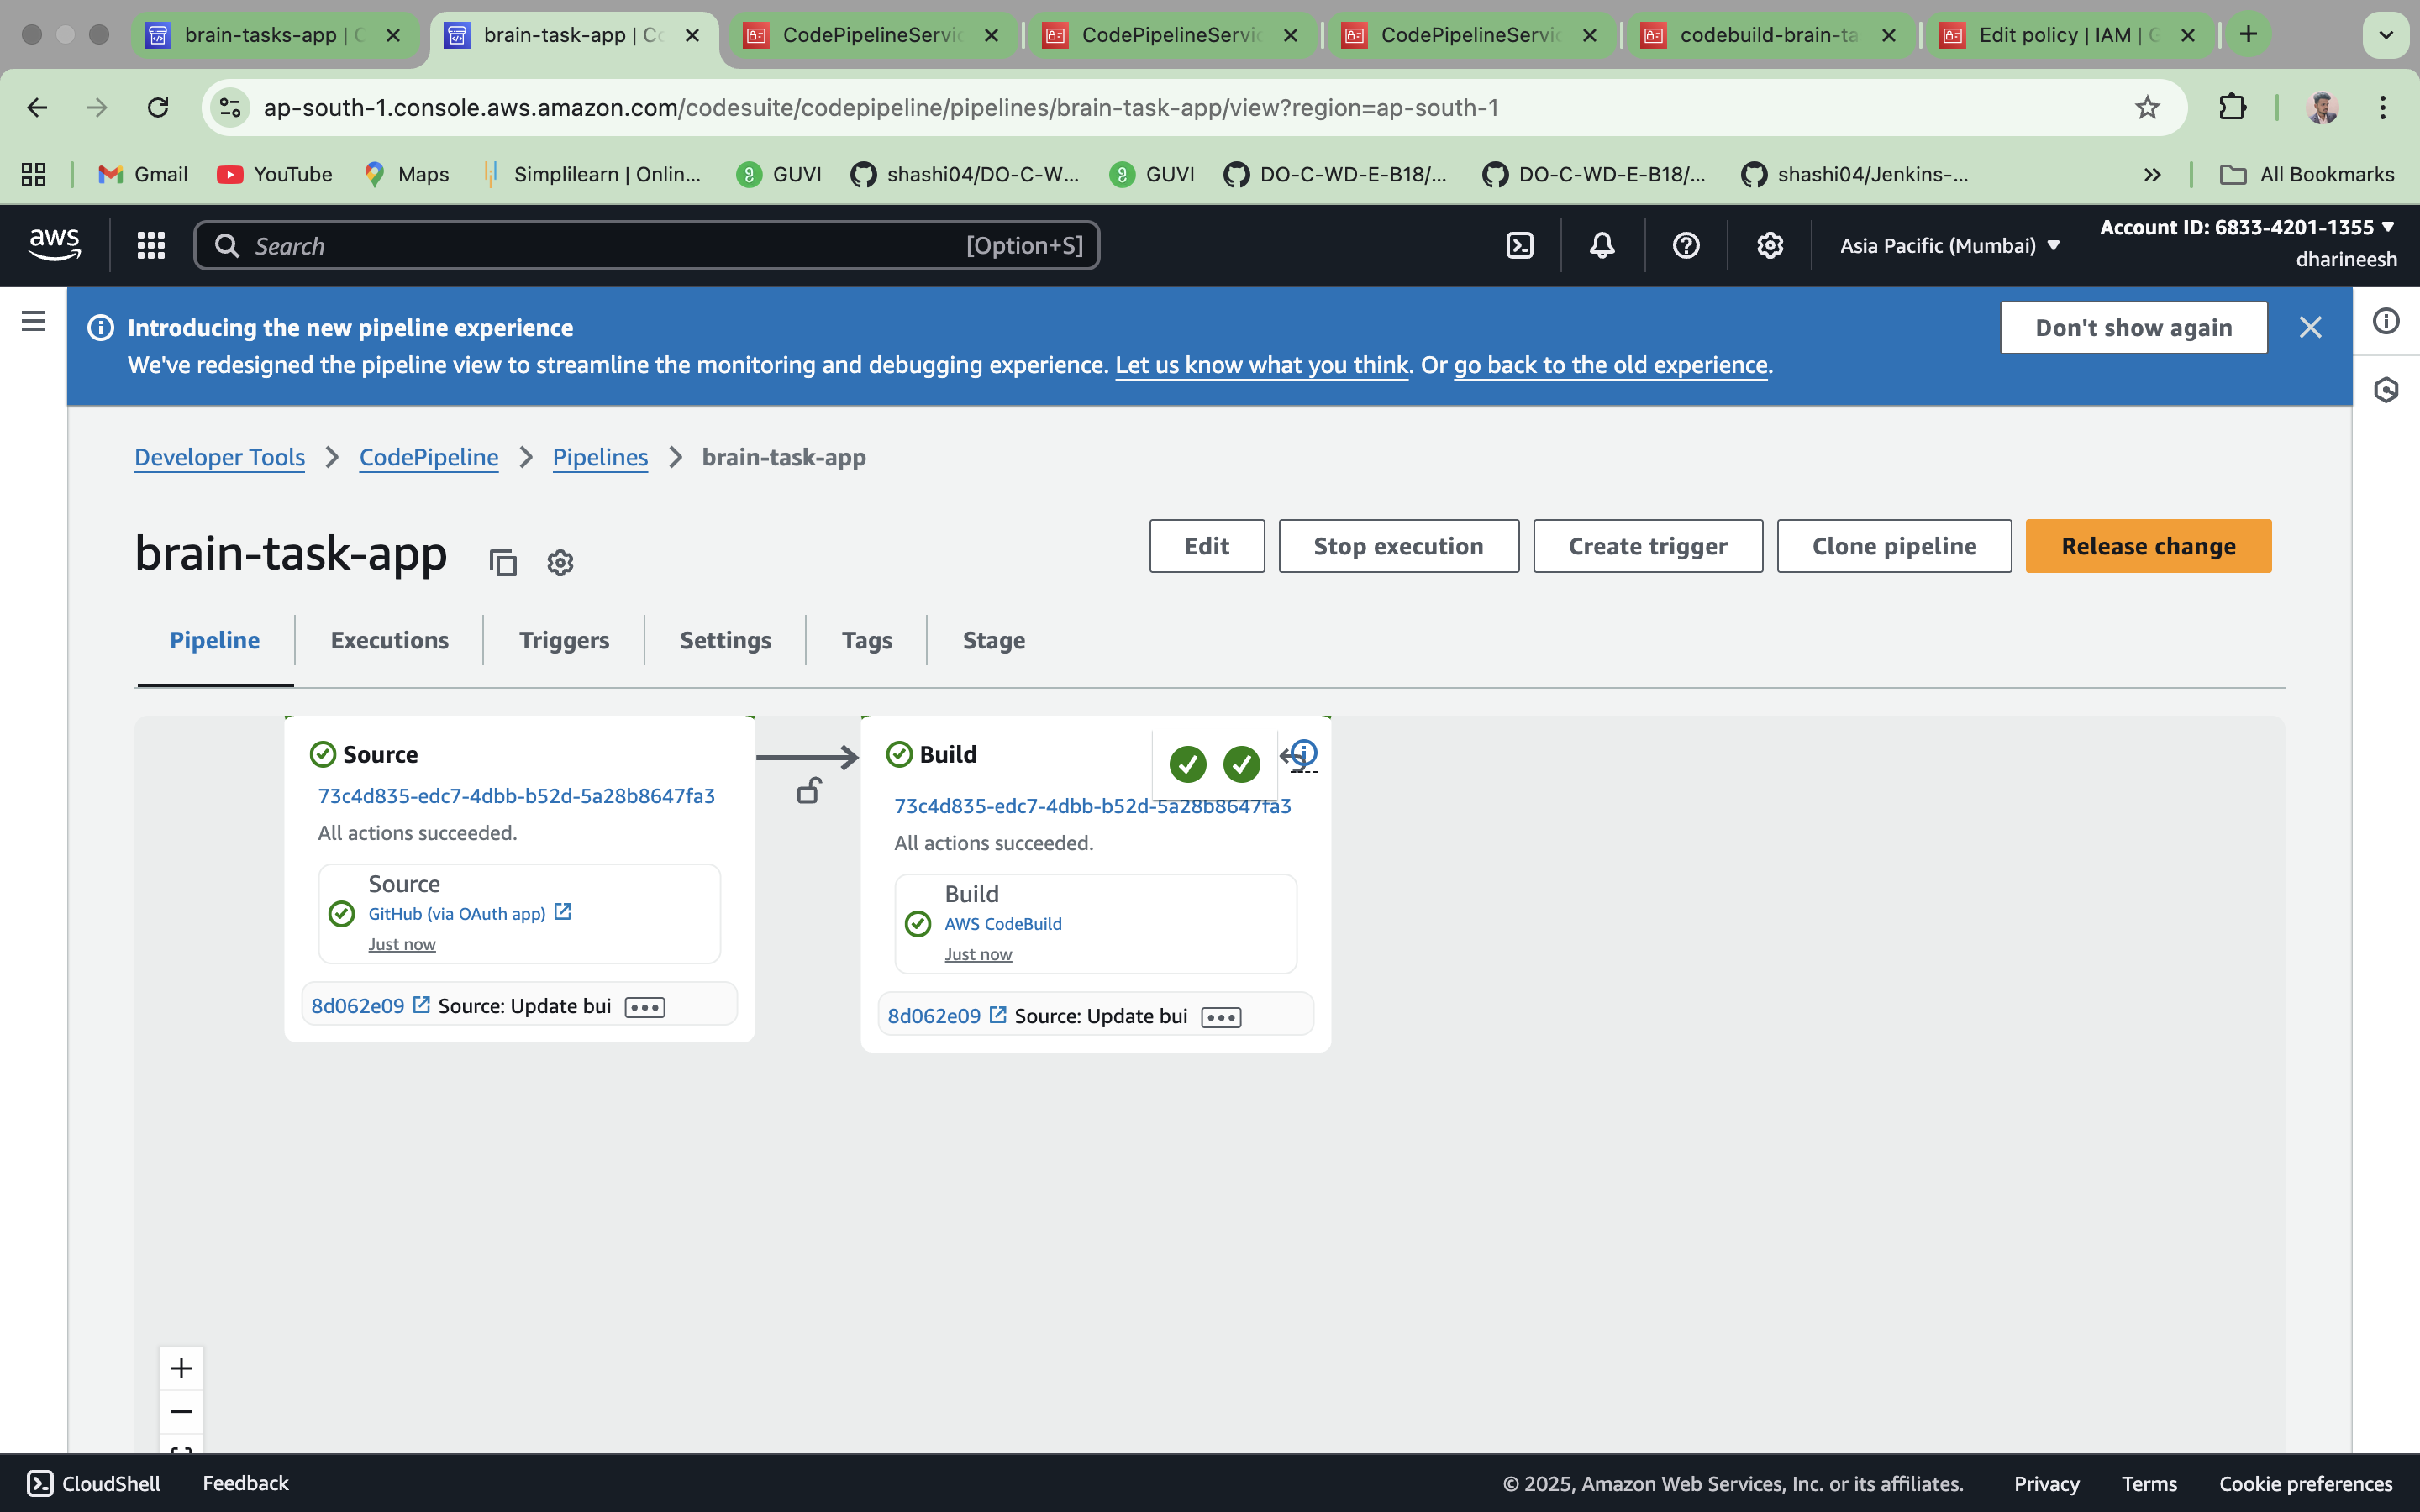 brain-tasks-app | C
brain-task-app | Co
CodePipelineServic
CodePipelineServic
CodePipelineServic
codebuild-brain-ta
Edit policy | IAM | G
ap-south-1.console.aws.amazon.com/codesuite/codepipeline/pipelines/brain-task-app/view?region=ap-south-1
Gmail
YouTube
Maps
Simplilearn | Onlin...
GUVI
shashi04/DO-C-W...
GUVI
DO-C-WD-E-B18/...
DO-C-WD-E-B18/...
shashi04/Jenkins-...
All Bookmarks
aws
Search
[Option+S]
Asia Pacific (Mumbai)
Account ID: 6833-4201-1355
dharineesh
Introducing the new pipeline experience
We've redesigned the pipeline view to streamline the monitoring and debugging experience. Let us know what you think. Or go back to the old experience.
Don't show again
Developer Tools
CodePipeline
Pipelines
brain-task-app
brain-task-app
Edit
Stop execution
Create trigger
Clone pipeline
Release change
Pipeline
Executions
Triggers
Settings
Tags
Stage
Source
73c4d835-edc7-4dbb-b52d-5a28b8647fa3
All actions succeeded.
Source
GitHub (via OAuth app)
Just now
8d062e09 Source: Update bui
Build
73c4d835-edc7-4dbb-b52d-5a28b8647fa3
All actions succeeded.
Build
AWS CodeBuild
Just now
8d062e09 Source: Update bui
CloudShell
Feedback
© 2025, Amazon Web Services, Inc. or its affiliates.
Privacy
Terms
Cookie preferences